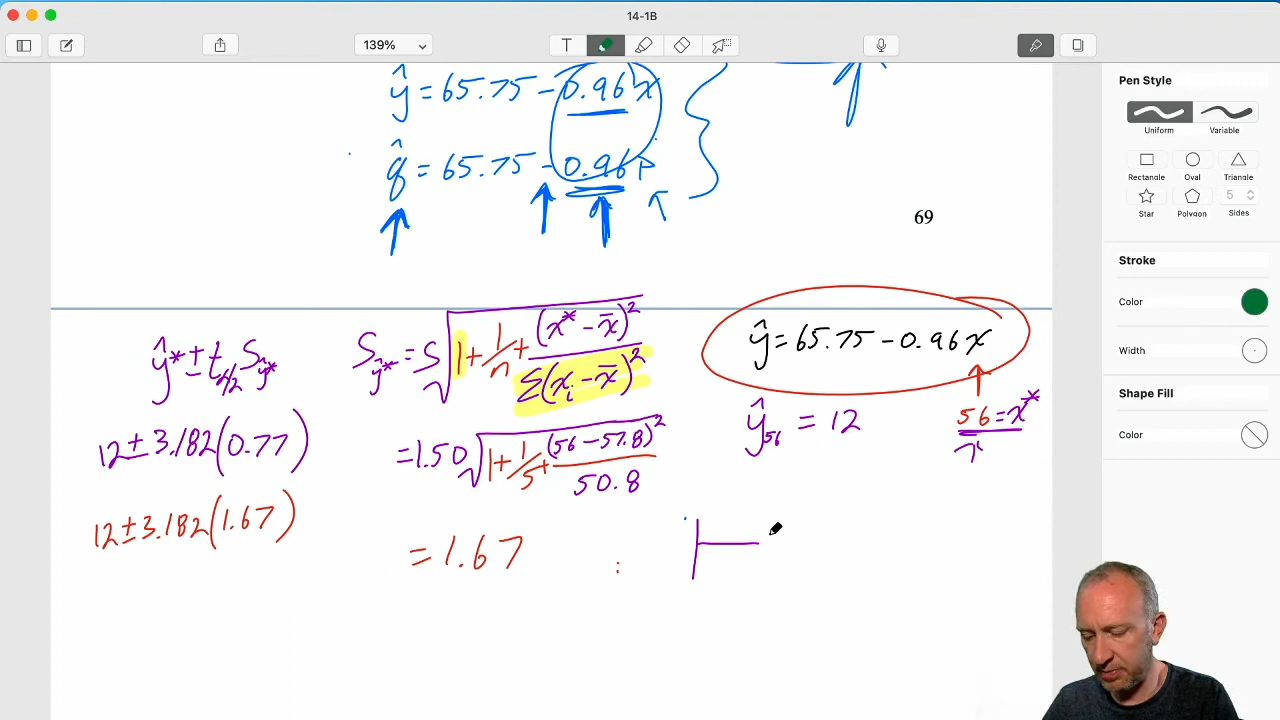 14-1B
139%
T
Pen Style
Uniform
Variable
Rectangle
Oval
Triangle
Star
Polygon
5
Sides
Stroke
Color
Width
Shape Fill
Color
ŷ = 65.75 - 0.96x
q̂ = 65.75 - 0.96P
69
ŷ* ± t_α/2 S_ŷ*
12 ± 3.182(0.77)
12 ± 3.182(1.67)
S_ŷ* = S√(1 + 1/n + (x* - x̄)²/Σ(xᵢ - x̄)²)
= 1.50√(1 + 1/5 + (56 - 57.8)²/50.8)
= 1.67
ŷ = 65.75 - 0.96x
56 = x*
ŷ₅₆ = 12